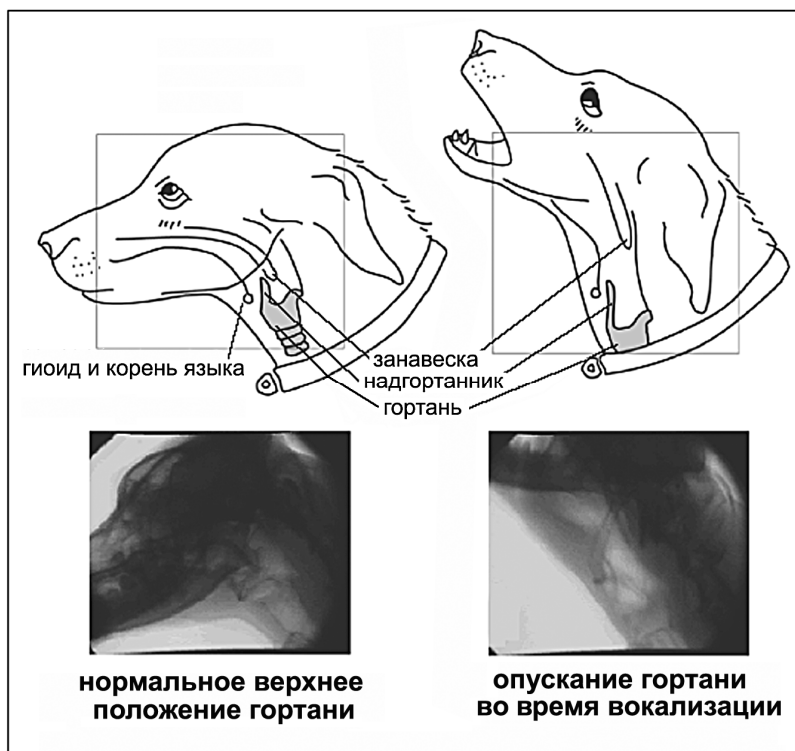 гиоид и корень языка
занавеска
надгортанник
гортань
нормальное верхнее
положение гортани
опускание гортани
во время вокализации